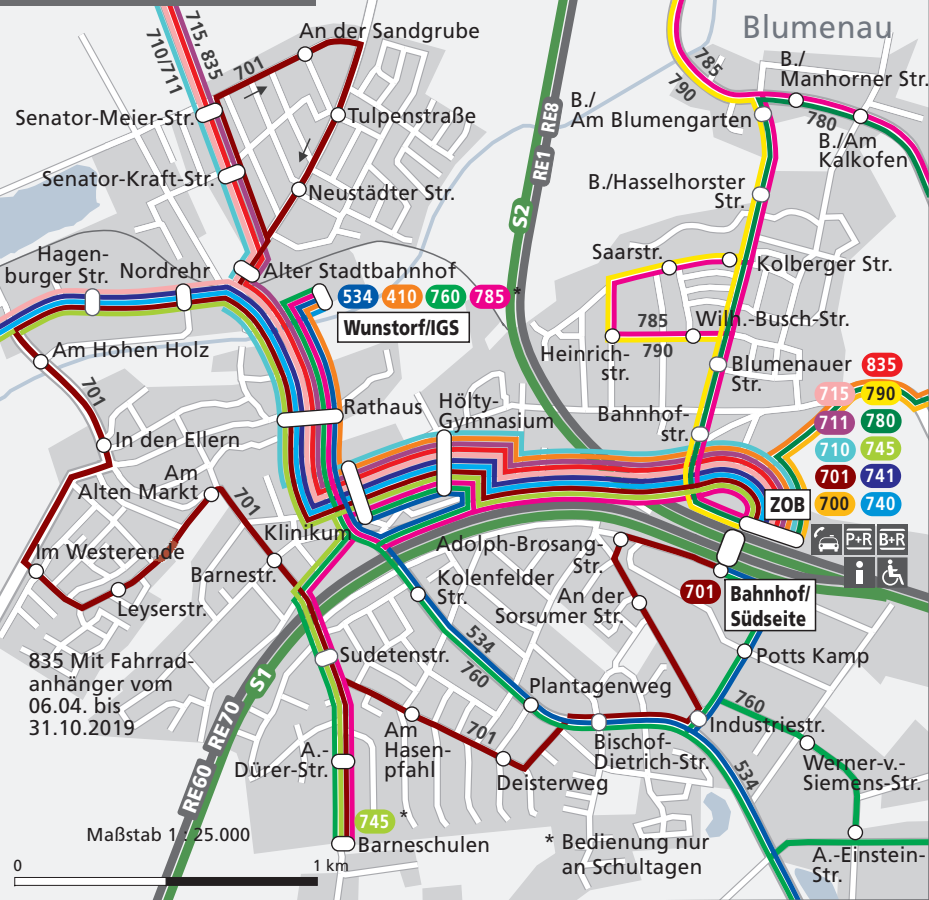 Blumenau
An der Sandgrube
715, 835
710/711
701
785
790
B./
Manhorner Str.
Senator-Meier-Str.
Tulpenstraße
RE1 RE8
B./
Am Blumengarten
780
B./Am
Kalkofen
Senator-Kraft-Str.
Neustädter Str.
B./Hasselhorster
Str.
S2
Hagen-
burger Str.
Nordrehr
Alter Stadtbahnhof
Saarstr.
Kolberger Str.
534 410 760 785 *
Wunstorf/IGS
785
Wilh.-Busch-Str.
790
Heinrich-
str.
Am Hohen Holz
701
Blumenauer
Str.
835
715 790
711 780
710 745
701 741
700 740
Rathaus
Hölty-
Gymnasium
Bahnhof-
str.
In den Ellern
Am
Alten Markt
701
ZOB
P+R
B+R
i
Klinikum
Im Westerende
Barnestr.
Leyserstr.
Adolph-Brosang-
Str.
Kolenfelder
Str.
An der
Sorsumer Str.
701
Bahnhof/
Südseite
534
760
Sudetenstr.
Potts Kamp
835 Mit Fahrrad-
anhänger vom
06.04. bis
31.10.2019
S1
RE60 RE70
Plantagenweg
760
Industriestr.
Am
Hasen-
pfahl
701
Bischof-
Dietrich-Str.
534
Werner-v.-
Siemens-Str.
A.-
Dürer-Str.
Deisterweg
745 *
Barneschulen
* Bedienung nur
an Schultagen
A.-Einstein-
Str.
Maßstab 1 : 25.000
0 1 km